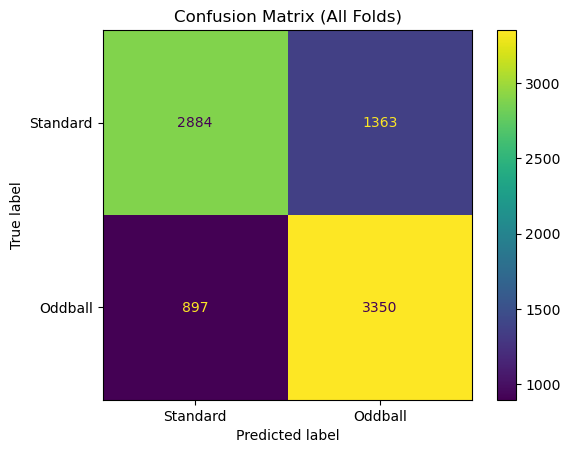 Confusion Matrix (All Folds)
True label
Standard
Oddball
2884
1363
897
3350
Standard
Oddball
Predicted label
3000
2500
2000
1500
1000